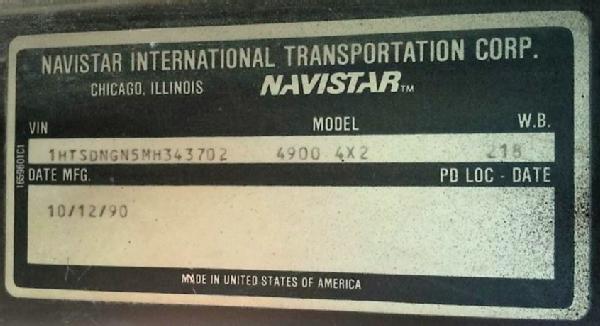 NAVISTAR INTERNATIONAL TRANSPORTATION CORP.
CHICAGO, ILLINOIS NAVISTAR™
VIN MODEL W.B.
1HTSDNGN5MH343702 4900 4X2 218
1659601C1
DATE MFG. PD LOC - DATE
10/12/90
MADE IN UNITED STATES OF AMERICA